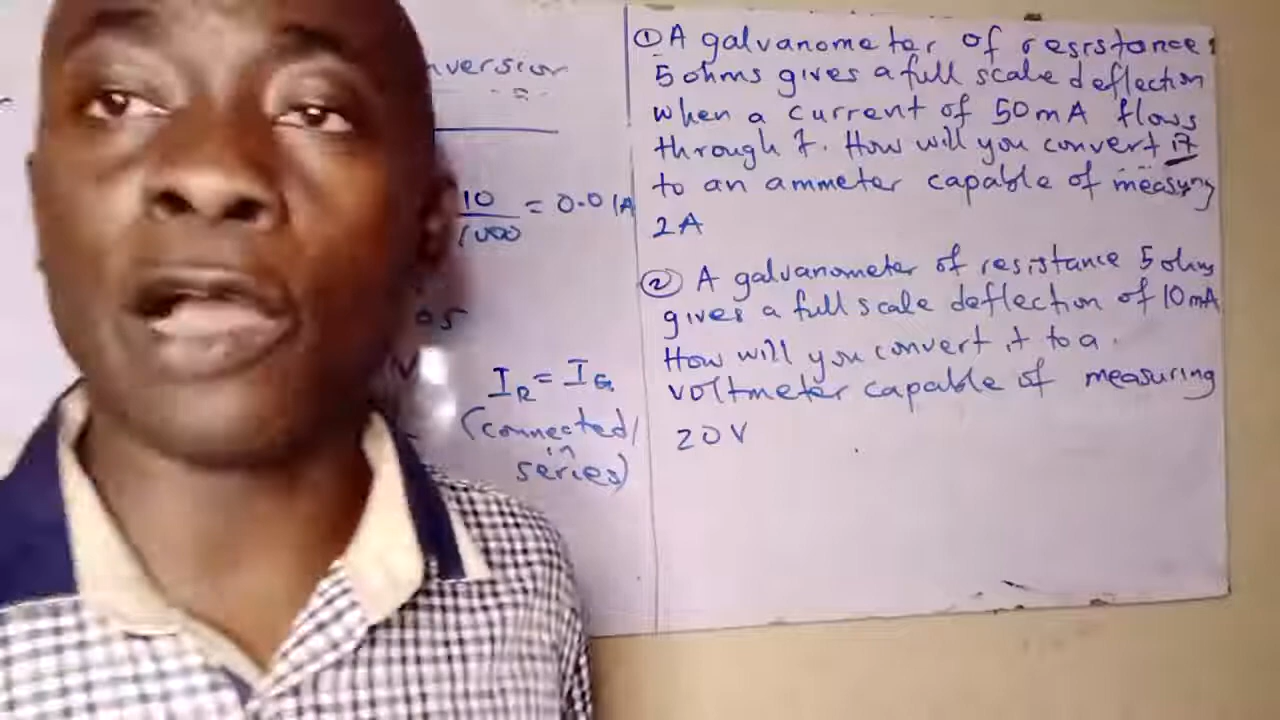 nversion
10
/1000 = 0.01A
05
V
I_R = I_G
(connected
in
series)
① A galvanometer of resistance
5 ohms gives a full scale deflection
when a current of 50mA flows
through it. How will you convert it
to an ammeter capable of measuring
2A
② A galvanometer of resistance 5 ohms
gives a full scale deflection of 10mA
How will you convert it to a
voltmeter capable of measuring
20V